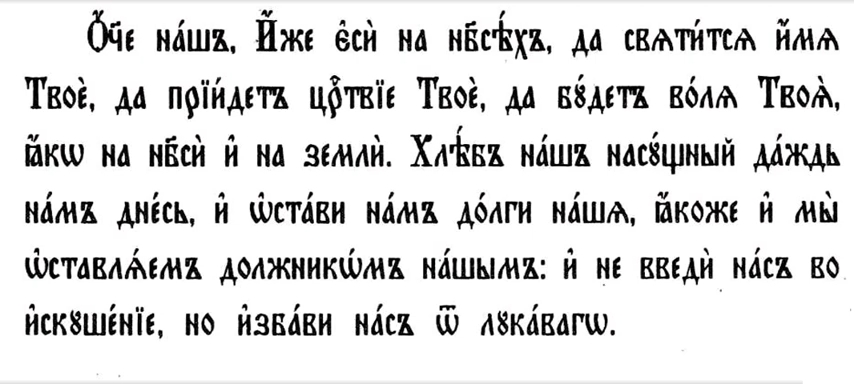 Ѻ҆́ч҃е на́шъ, И҆́же є҆сѝ на нб҃сѣ́хъ, да свѧти́тсѧ и҆́мѧ
Твоѐ, да прїи́детъ црⷭ҇твїе Твоѐ, да бꙋ́детъ во́лѧ Твоѧ̀,
ꙗ҆́кѡ на нб҃сѝ и҆ на землѝ. Хлѣ́бъ на́шъ насꙋ́щный да́ждь
на́мъ дне́сь, и҆ ѡ҆ста́ви на́мъ до́лги на́шѧ, ꙗ҆́коже и҆ мы̀
ѡ҆ставлѧ́емъ должникѡ́мъ на́шымъ: и҆ не введѝ на́съ во
и҆скꙋше́нїе, но и҆зба́ви на́съ ѿ лꙋка́вагѡ.